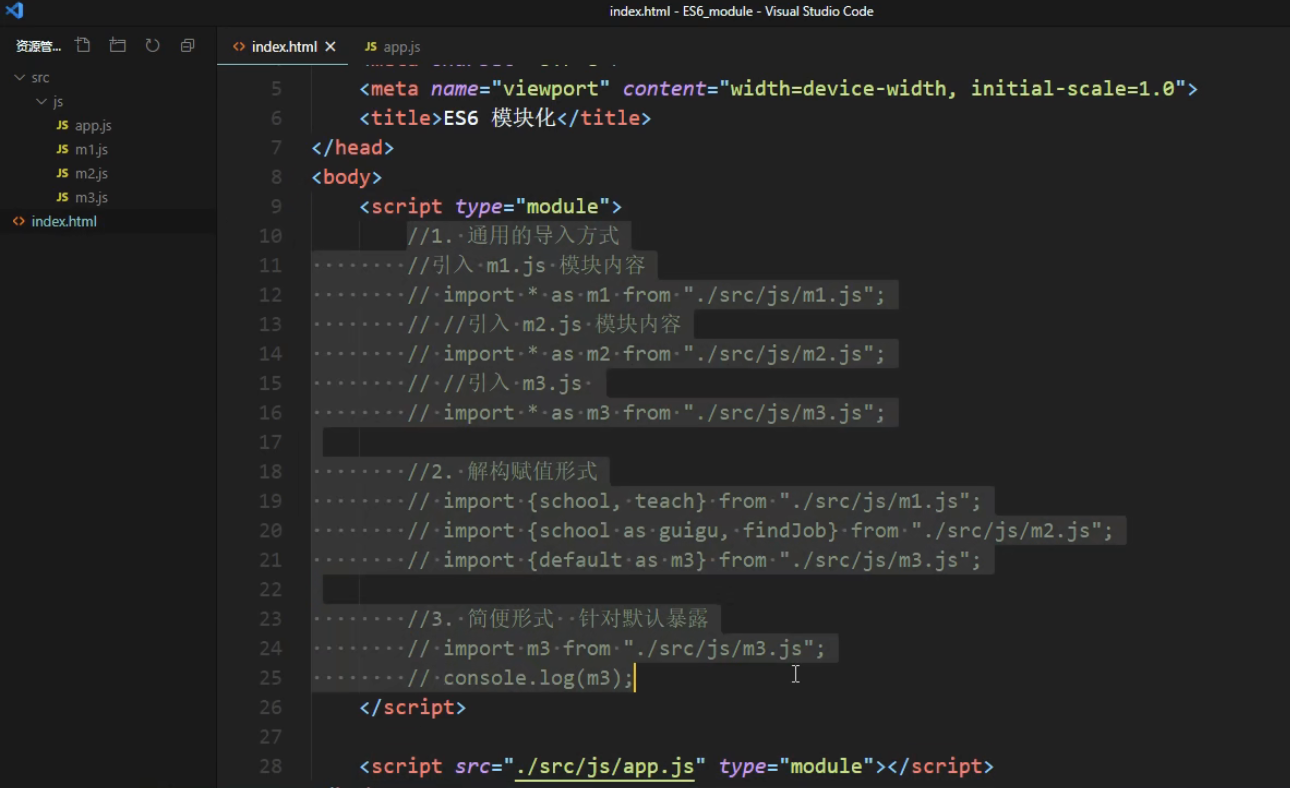 index.html - ES6_module - Visual Studio Code
资源管...
src
js
JS app.js
JS m1.js
JS m2.js
JS m3.js
<> index.html
<> index.html ×
JS app.js
5 <meta name="viewport" content="width=device-width, initial-scale=1.0">
6 <title>ES6 模块化</title>
7 </head>
8 <body>
9 <script type="module">
10 //1. 通用的导入方式
11 //引入 m1.js 模块内容
12 // import * as m1 from "./src/js/m1.js";
13 // //引入 m2.js 模块内容
14 // import * as m2 from "./src/js/m2.js";
15 // //引入 m3.js
16 // import * as m3 from "./src/js/m3.js";
17
18 //2. 解构赋值形式
19 // import {school, teach} from "./src/js/m1.js";
20 // import {school as guigu, findJob} from "./src/js/m2.js";
21 // import {default as m3} from "./src/js/m3.js";
22
23 //3. 简便形式  针对默认暴露
24 // import m3 from "./src/js/m3.js";
25 // console.log(m3);
26 </script>
27
28 <script src="./src/js/app.js" type="module"></script>